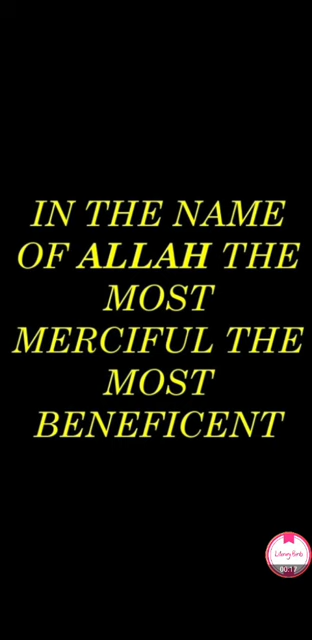 IN THE NAME
OF ALLAH THE
MOST
MERCIFUL THE
MOST
BENEFICENT
00:17